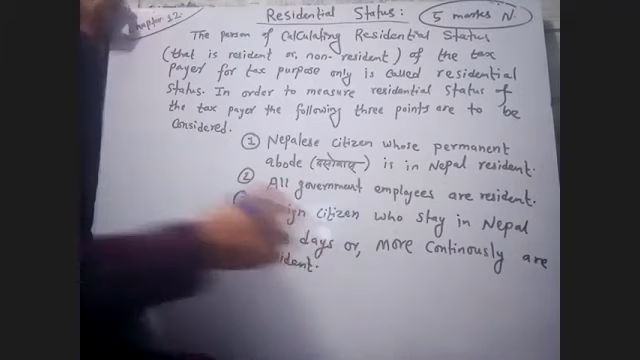 Chapter 12
Residential Status:
5 marks N
The person of Calculating Residential Status
(that is resident or, non-resident) of the tax
payer for tax purpose only is called residential
Status. In order to measure residential status of
the tax payer the following three points are to be
Considered.
① Nepalese citizen whose permanent
abode (बसोबास) is in Nepal resident.
② All government employees are resident.
citizen who stay in Nepal
days or, more continously are